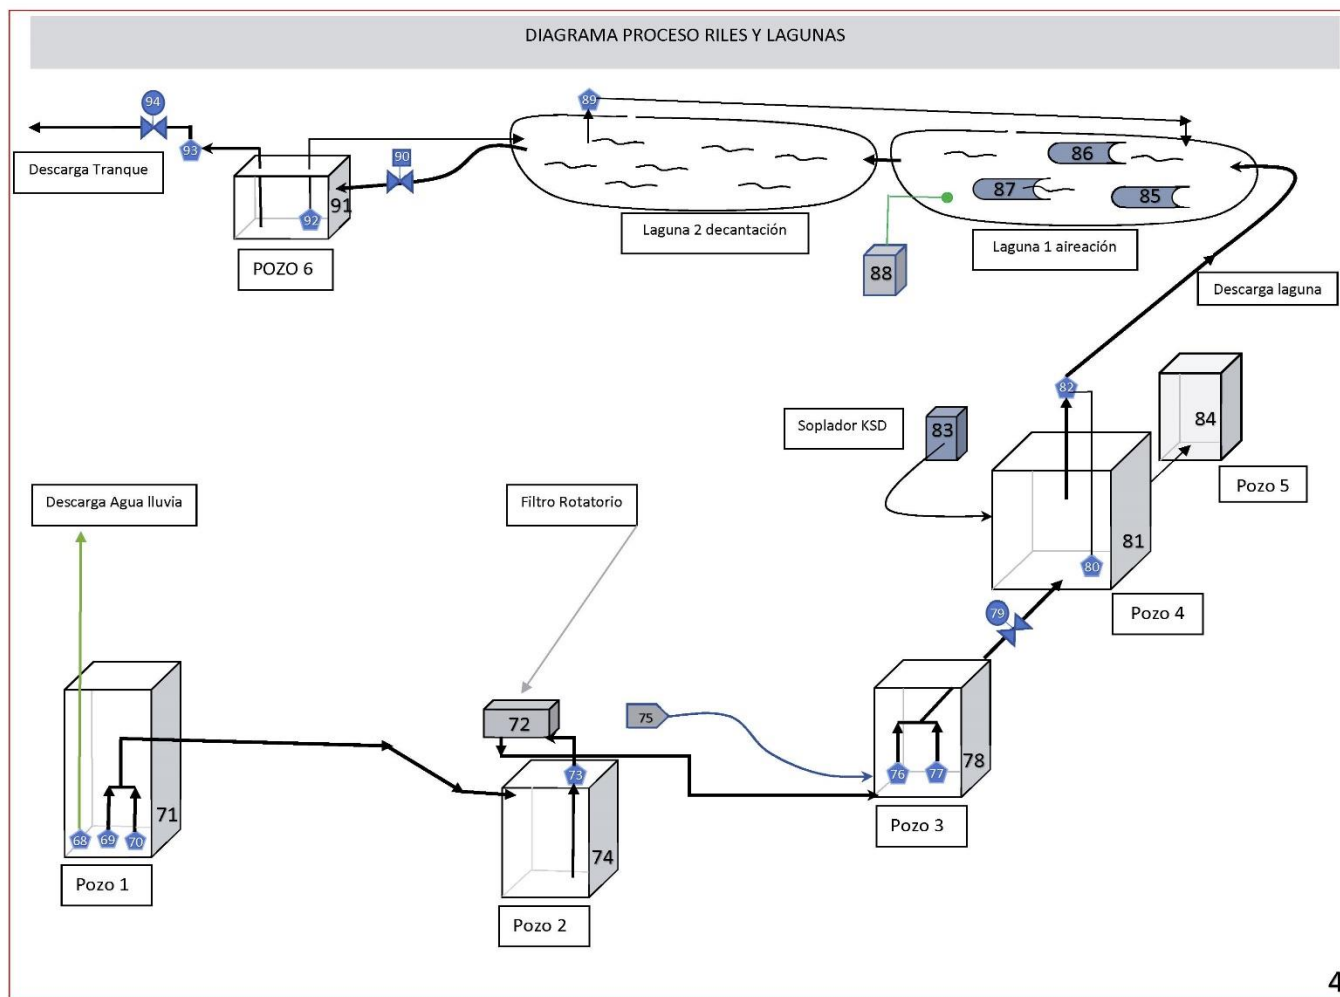 DIAGRAMA PROCESO RILES Y LAGUNAS
94
89
93
Descarga Tranque
90
91
92
POZO 6
86
87
85
Laguna 2 decantación
Laguna 1 aireación
88
Descarga laguna
82
83
Soplador KSD
84
Pozo 5
81
80
Pozo 4
79
Descarga Agua lluvia
Filtro Rotatorio
71
68
69
70
Pozo 1
72
73
74
Pozo 2
75
76
77
78
Pozo 3
4